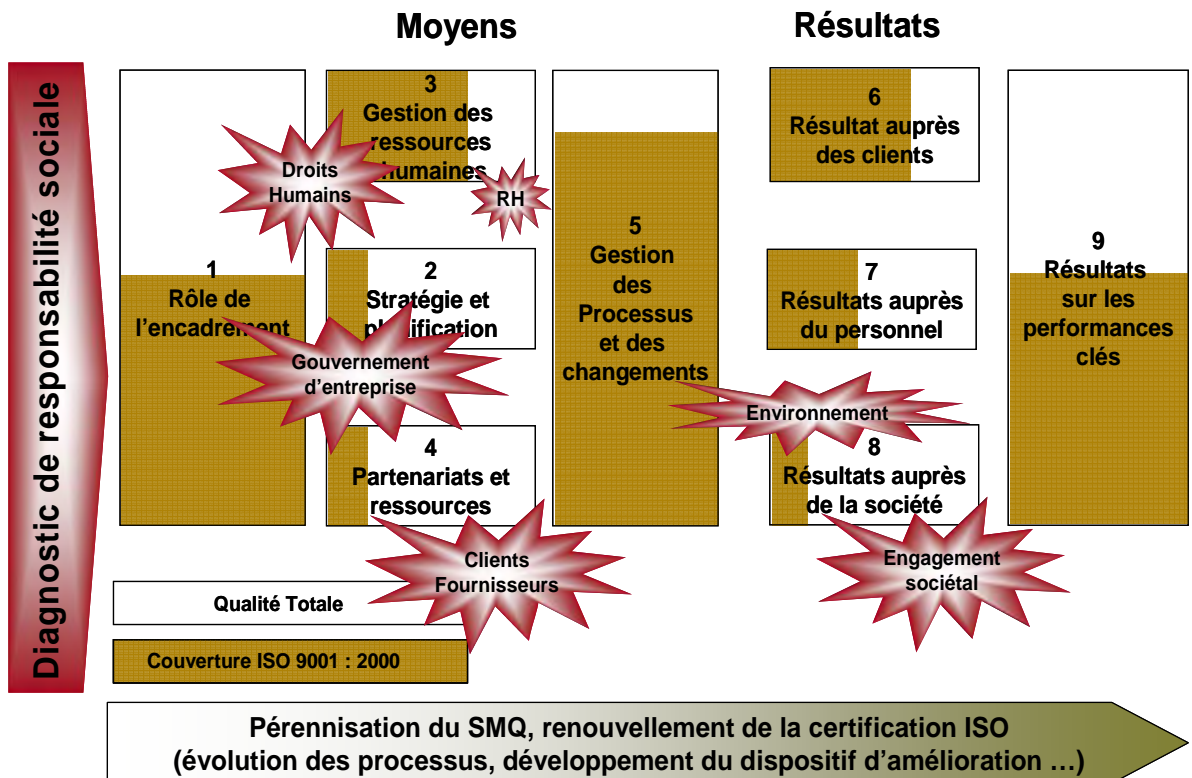 Moyens
Résultats
Diagnostic de responsabilité sociale
1
Rôle de
l'encadrement
3
Gestion des
ressources
humaines
Droits
Humains
RH
2
Stratégie et
planification
Gouvernement
d'entreprise
4
Partenariats et
ressources
Clients
Fournisseurs
5
Gestion
des
Processus
et des
changements
6
Résultat auprès
des clients
7
Résultats auprès
du personnel
Environnement
8
Résultats auprès
de la société
Engagement
sociétal
9
Résultats
sur les
performances
clés
Qualité Totale
Couverture ISO 9001 : 2000
Pérennisation du SMQ, renouvellement de la certification ISO
(évolution des processus, développement du dispositif d'amélioration …)